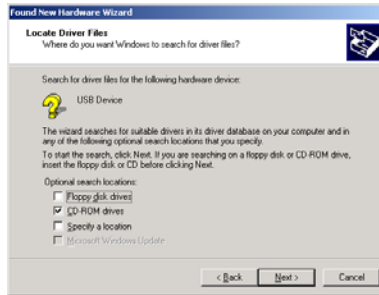 Found New Hardware Wizard
Locate Driver Files
Where do you want Windows to search for driver files?
Search for driver files for the following hardware device:
USB Device
The wizard searches for suitable drivers in its driver database on your computer and in
any of the following optional search locations that you specify.
To start the search, click Next. If you are searching on a floppy disk or CD-ROM drive,
insert the floppy disk or CD before clicking Next.
Optional search locations:
Floppy disk drives
CD-ROM drives
Specify a location
Microsoft Windows Update
< Back Next > Cancel